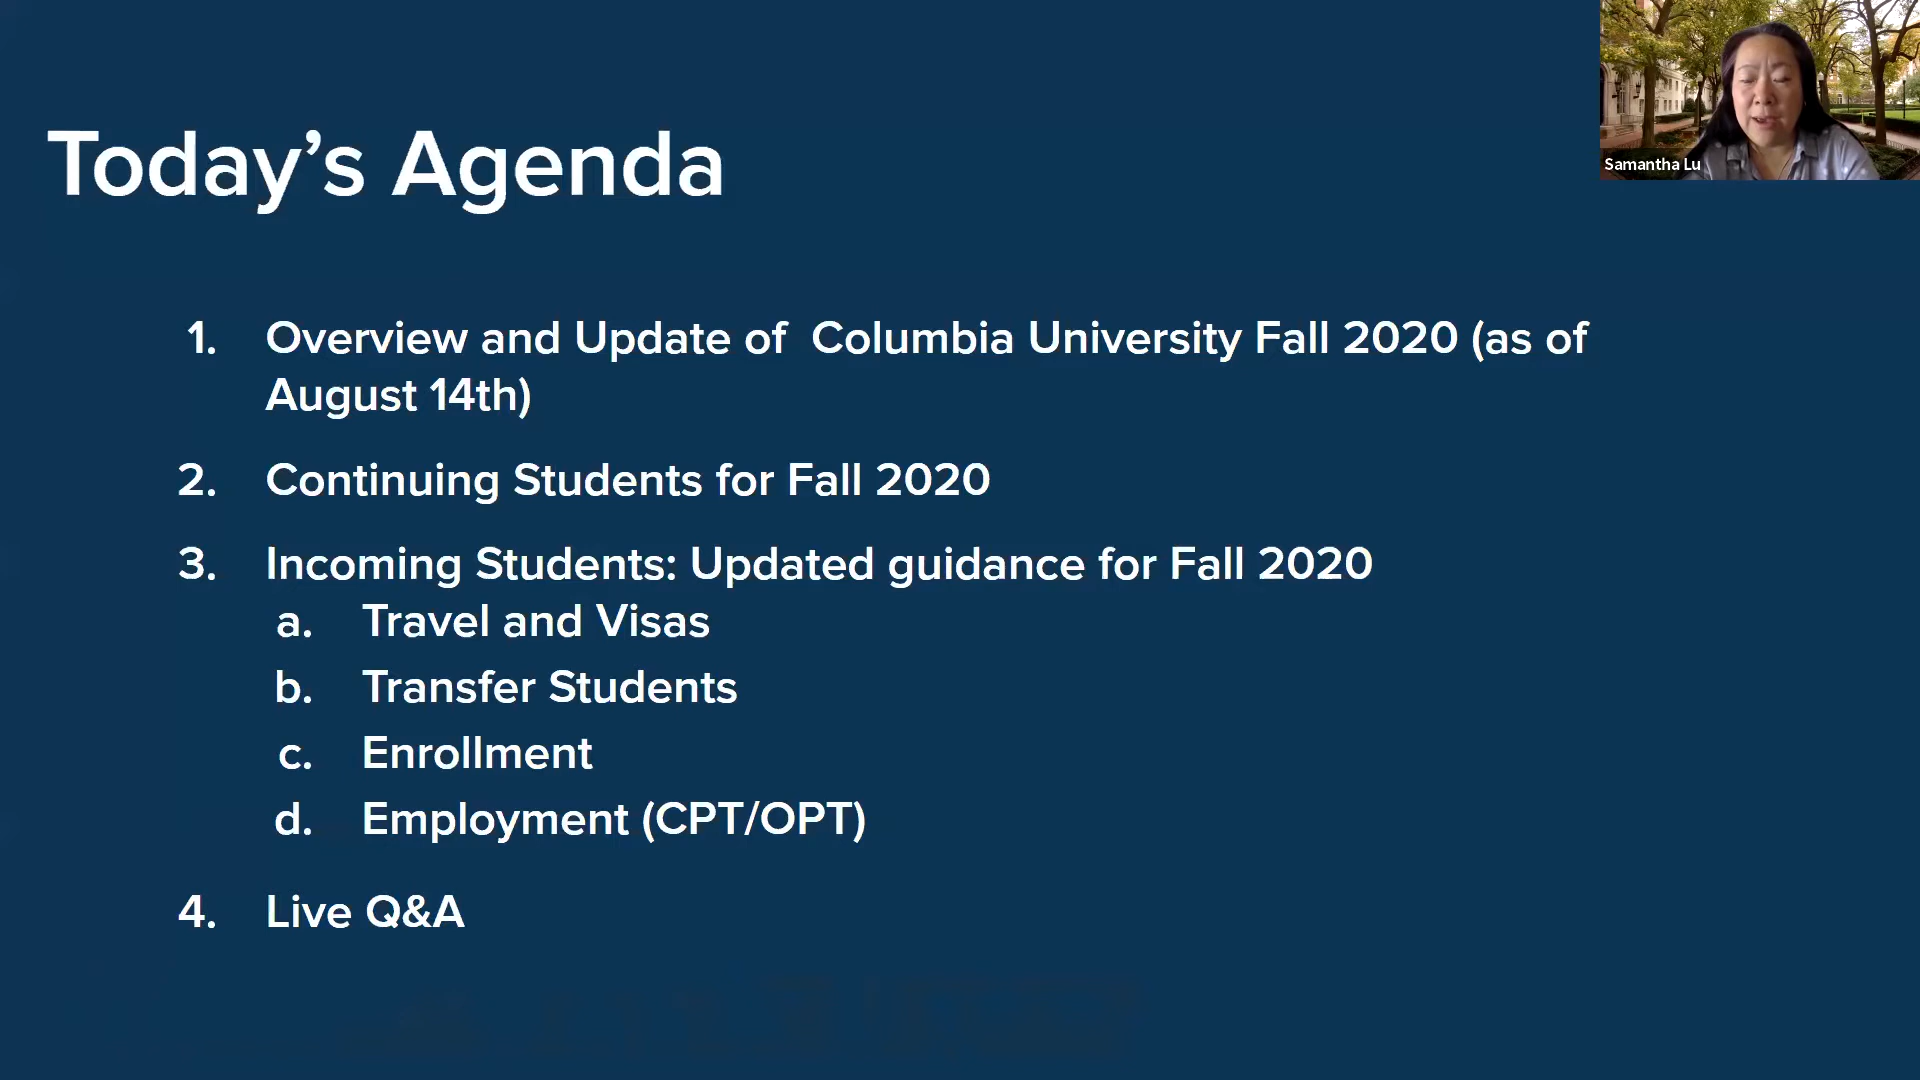 Today’s Agenda
Samantha Lu
1. Overview and Update of  Columbia University Fall 2020 (as of
August 14th)
2. Continuing Students for Fall 2020
3. Incoming Students: Updated guidance for Fall 2020
a. Travel and Visas
b. Transfer Students
c. Enrollment
d. Employment (CPT/OPT)
4. Live Q&A